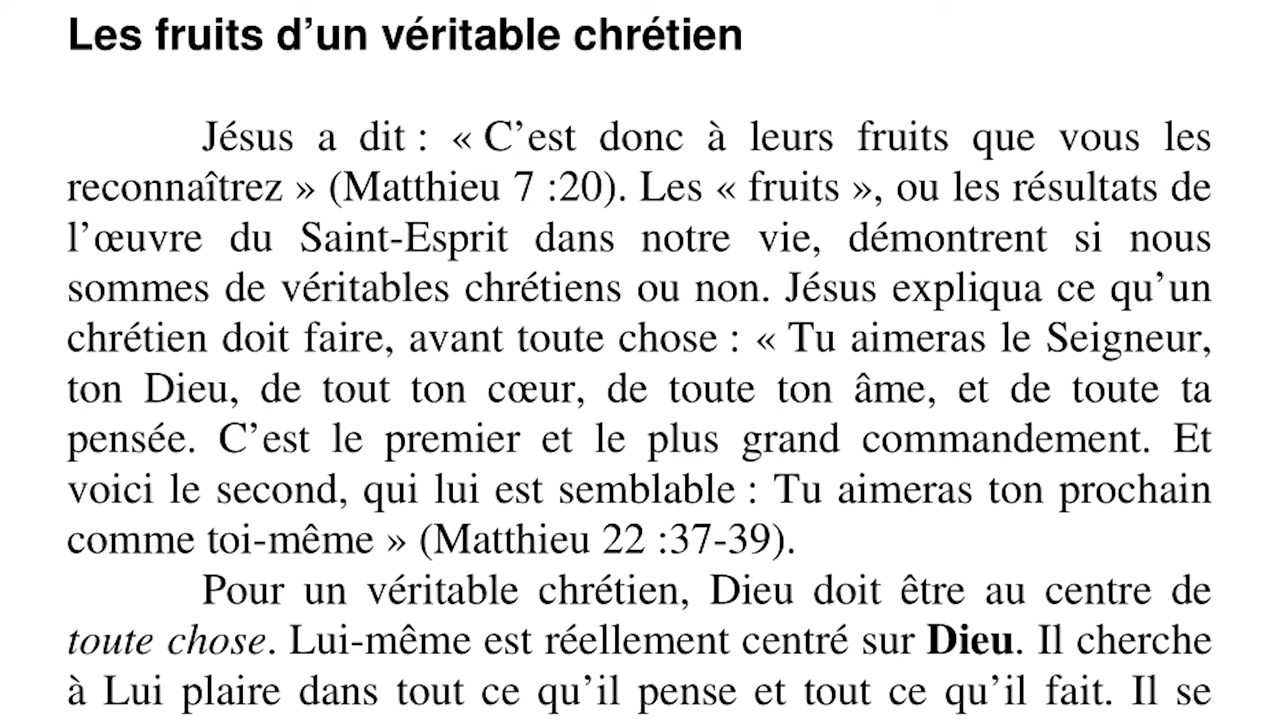 Les fruits d’un véritable chrétien
Jésus a dit : « C’est donc à leurs fruits que vous les
reconnaîtrez » (Matthieu 7 :20). Les « fruits », ou les résultats de
l’œuvre du Saint-Esprit dans notre vie, démontrent si nous
sommes de véritables chrétiens ou non. Jésus expliqua ce qu’un
chrétien doit faire, avant toute chose : « Tu aimeras le Seigneur,
ton Dieu, de tout ton cœur, de toute ton âme, et de toute ta
pensée. C’est le premier et le plus grand commandement. Et
voici le second, qui lui est semblable : Tu aimeras ton prochain
comme toi-même » (Matthieu 22 :37-39).
Pour un véritable chrétien, Dieu doit être au centre de
toute chose. Lui-même est réellement centré sur Dieu. Il cherche
à Lui plaire dans tout ce qu’il pense et tout ce qu’il fait. Il se